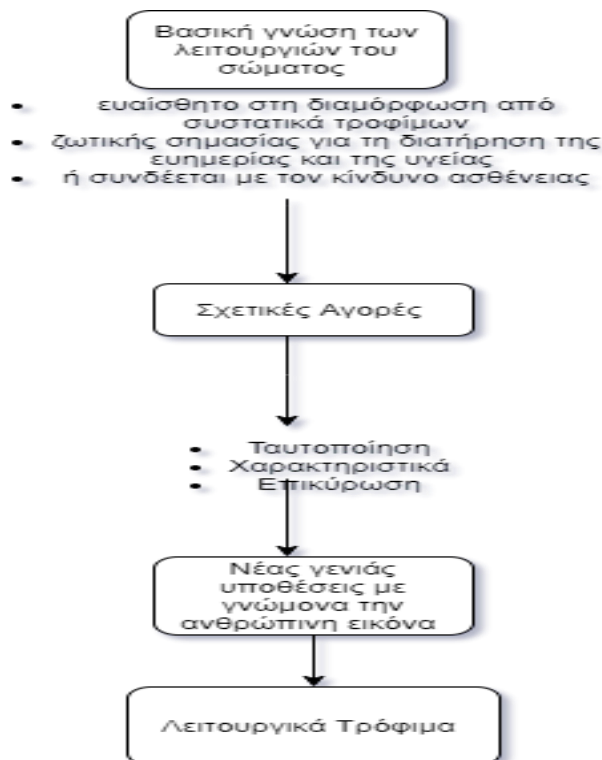 Βασική γνώση των
λειτουργιών του
σώματος
• ευαίσθητο στη διαμόρφωση από
συστατικά τροφίμων
• ζωτικής σημασίας για τη διατήρηση της
ευημερίας και της υγείας
• ή συνδέεται με τον κίνδυνο ασθένειας
Σχετικές Αγορές
• Ταυτοποίηση
• Χαρακτηριστικά
• Επικύρωση
Νέας γενιάς
υποθέσεις με
γνώμονα την
ανθρώπινη εικόνα
Λειτουργικά Τρόφιμα